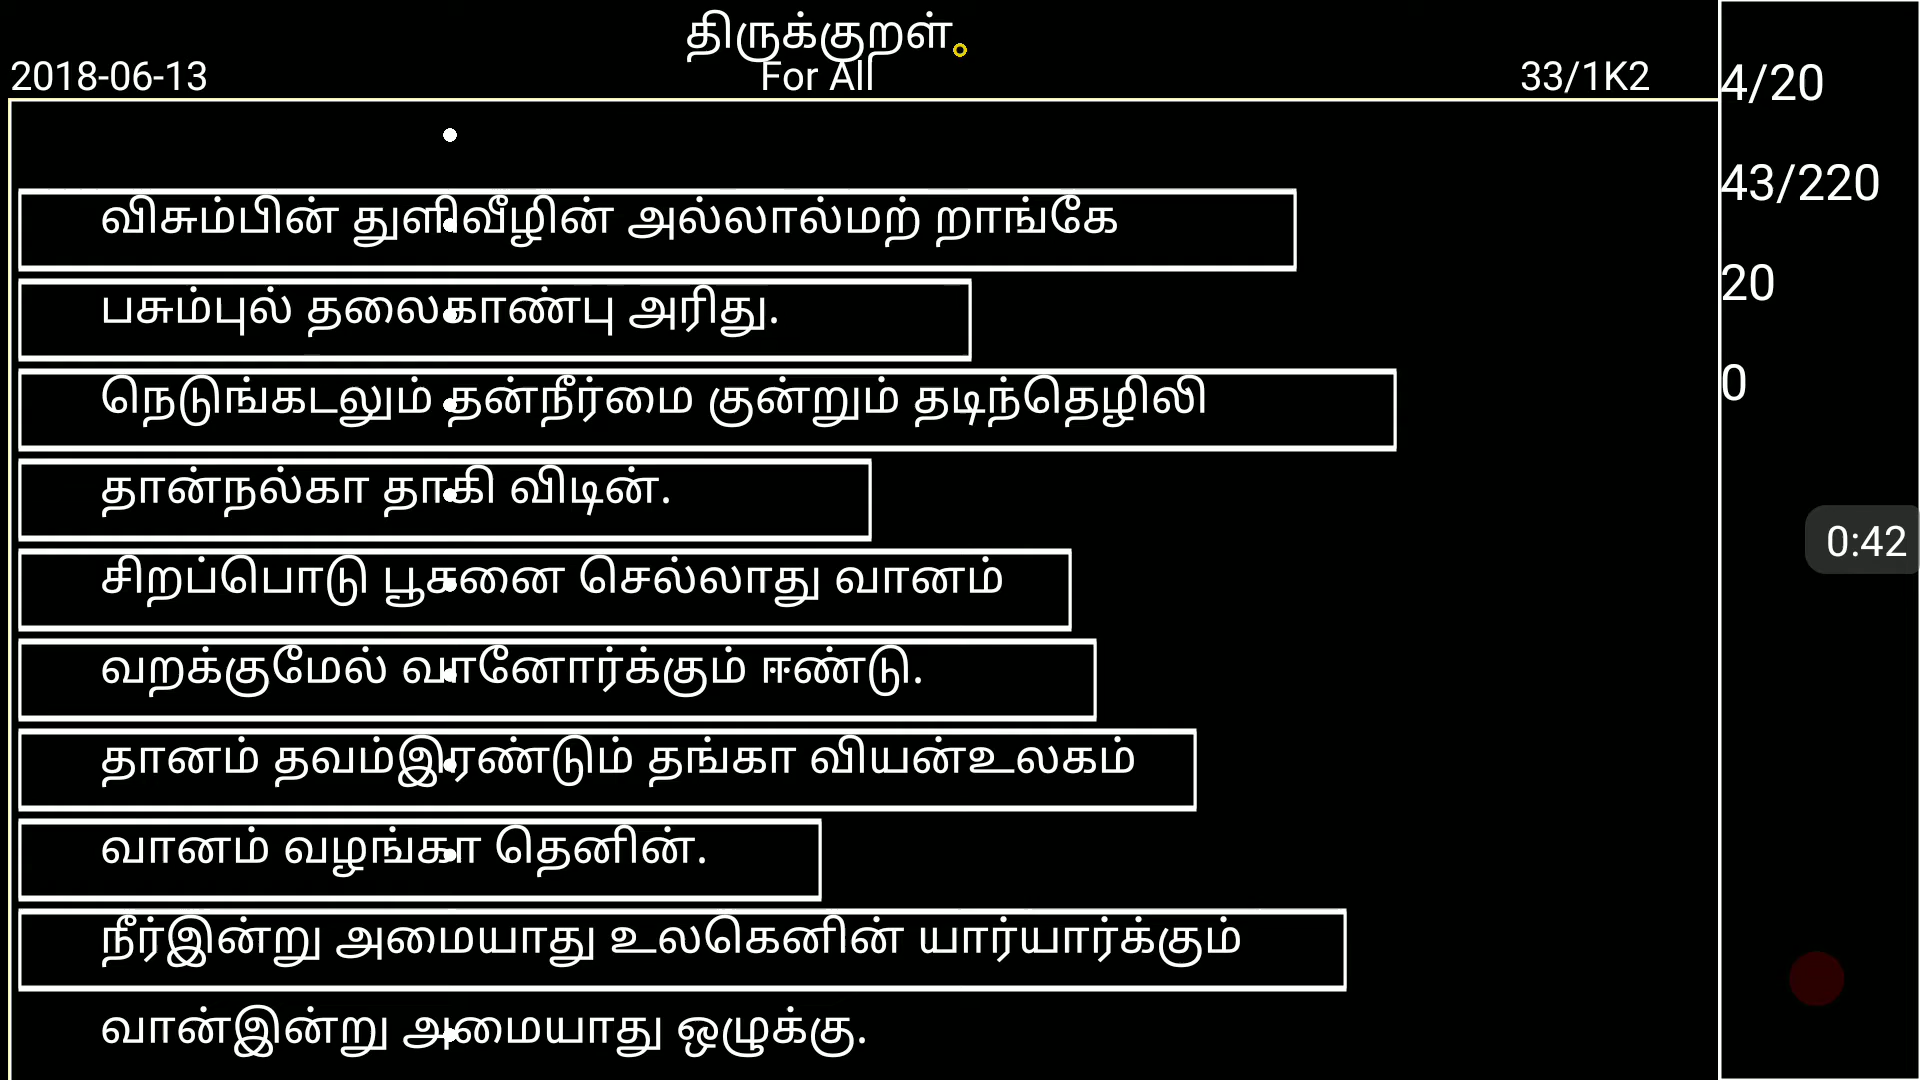 திருக்குறள்
2018-06-13 For All 33/1K2
4/20
43/220
20
0
0:42
விசும்பின் துளிவீழின் அல்லால்மற் றாங்கே
பசும்புல் தலைகாண்பு அரிது.
நெடுங்கடலும் தன்நீர்மை குன்றும் தடிந்தெழிலி
தான்நல்கா தாகி விடின்.
சிறப்பொடு பூசனை செல்லாது வானம்
வறக்குமேல் வானோர்க்கும் ஈண்டு.
தானம் தவம்இரண்டும் தங்கா வியன்உலகம்
வானம் வழங்கா தெனின்.
நீர்இன்று அமையாது உலகெனின் யார்யார்க்கும்
வான்இன்று அமையாது ஒழுக்கு.